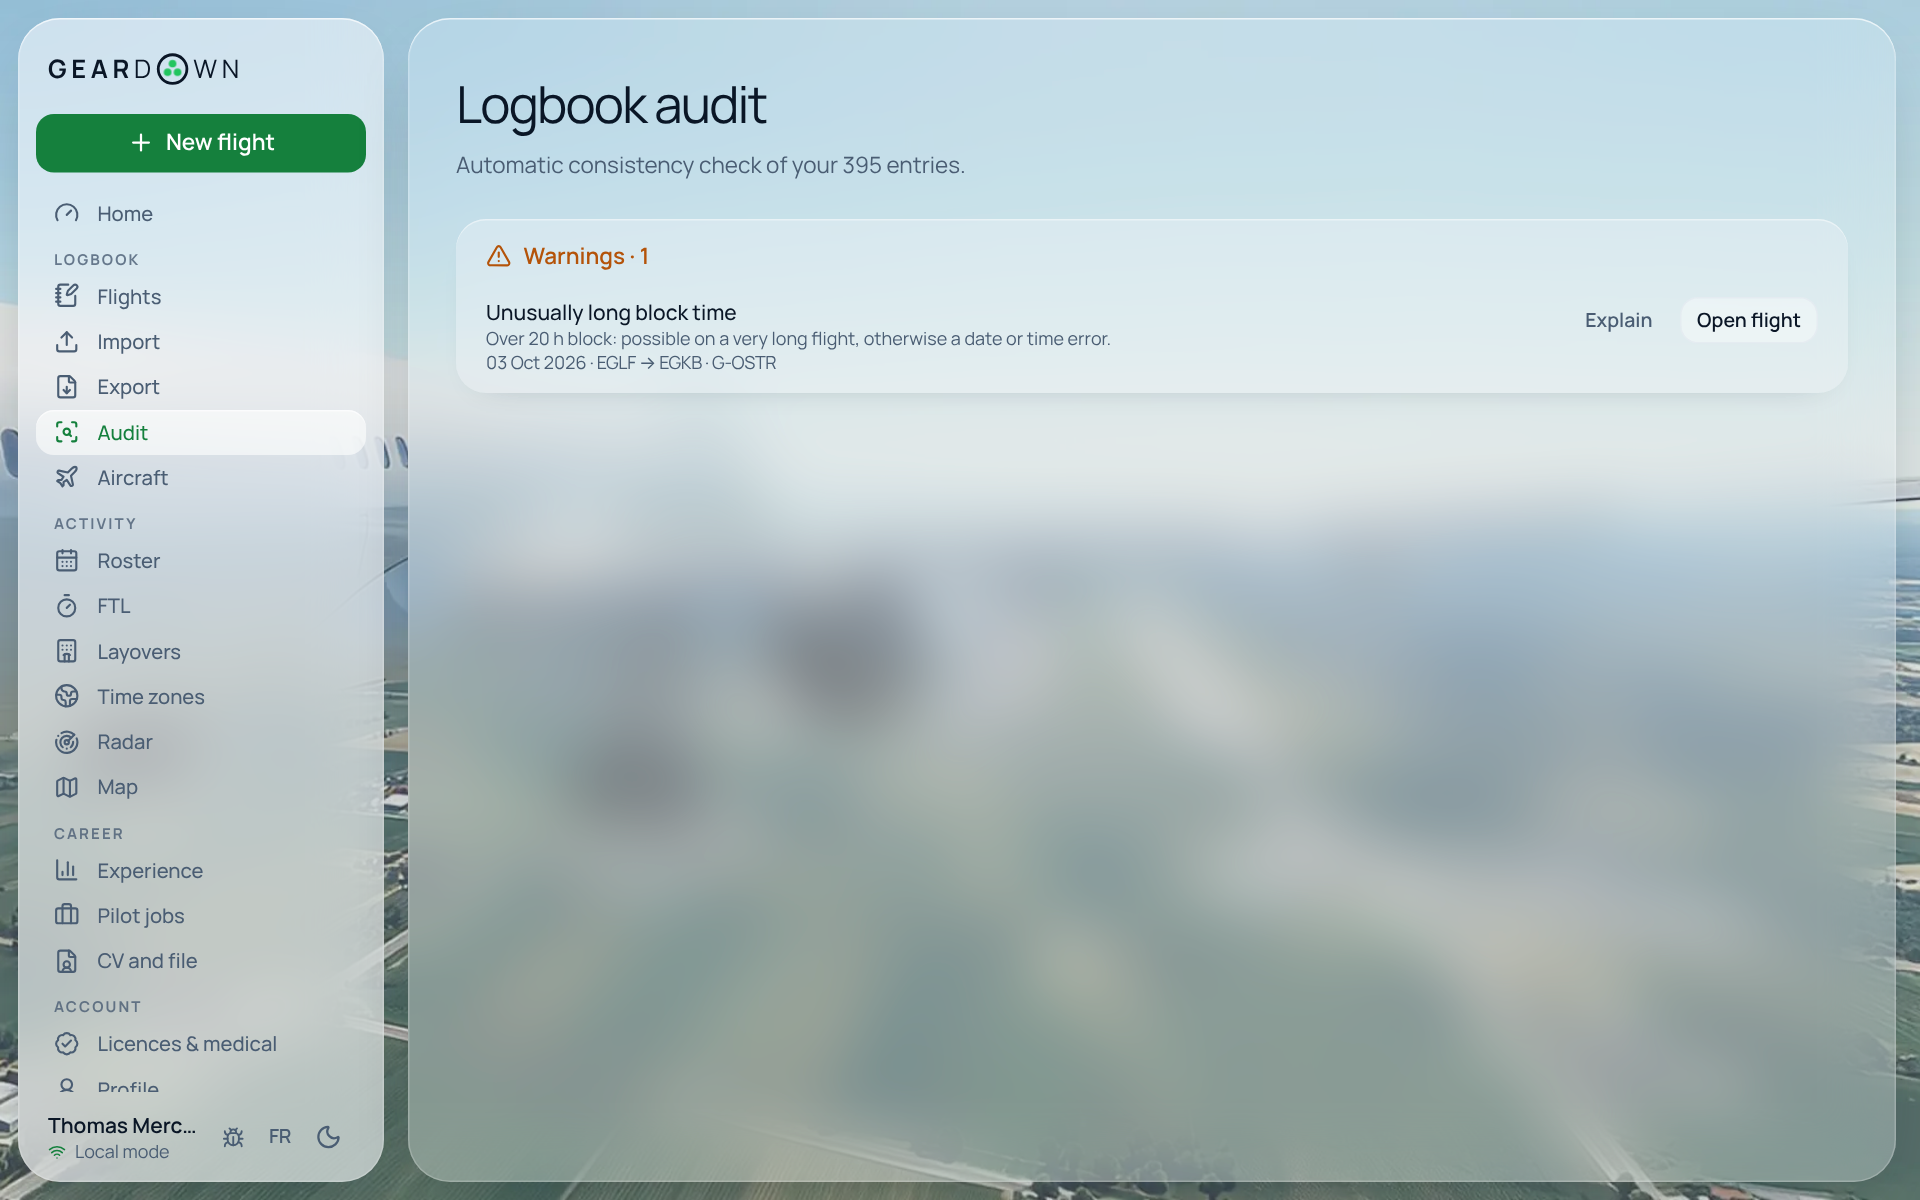 GEARDOWN
New flight
Home
LOGBOOK
Flights
Import
Export
Audit
Aircraft
ACTIVITY
Roster
FTL
Layovers
Time zones
Radar
Map
CAREER
Experience
Pilot jobs
CV and file
ACCOUNT
Licences & medical
Profile
Thomas Merc...
Local mode
FR
Logbook audit
Automatic consistency check of your 395 entries.
Warnings · 1
Unusually long block time
Over 20 h block: possible on a very long flight, otherwise a date or time error.
03 Oct 2026 · EGLF → EGKB · G-OSTR
Explain
Open flight